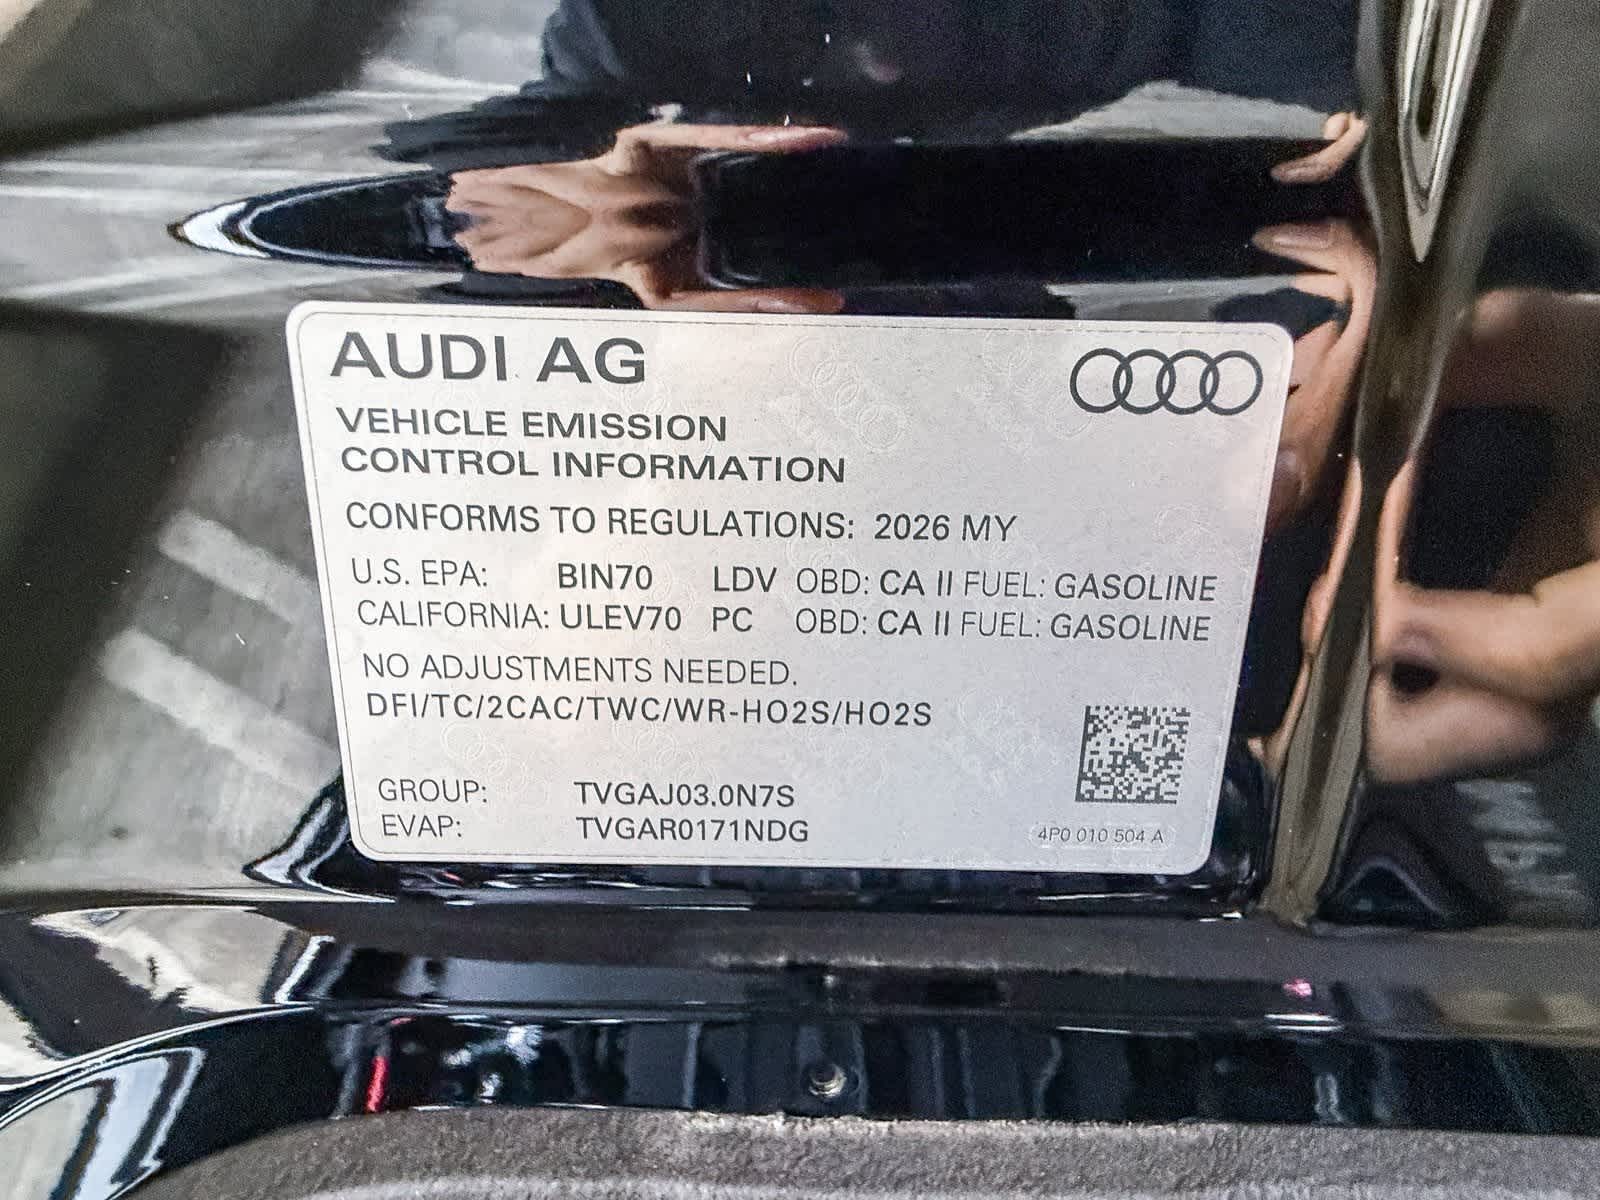 AUDI AG
VEHICLE EMISSION
CONTROL INFORMATION
CONFORMS TO REGULATIONS: 2026 MY
U.S. EPA: BIN70 LDV OBD: CA II FUEL: GASOLINE
CALIFORNIA: ULEV70 PC OBD: CA II FUEL: GASOLINE
NO ADJUSTMENTS NEEDED.
DFI/TC/2CAC/TWC/WR-HO2S/HO2S
GROUP: TVGAJ03.0N7S
EVAP: TVGAR0171NDG
4P0 010 504 A